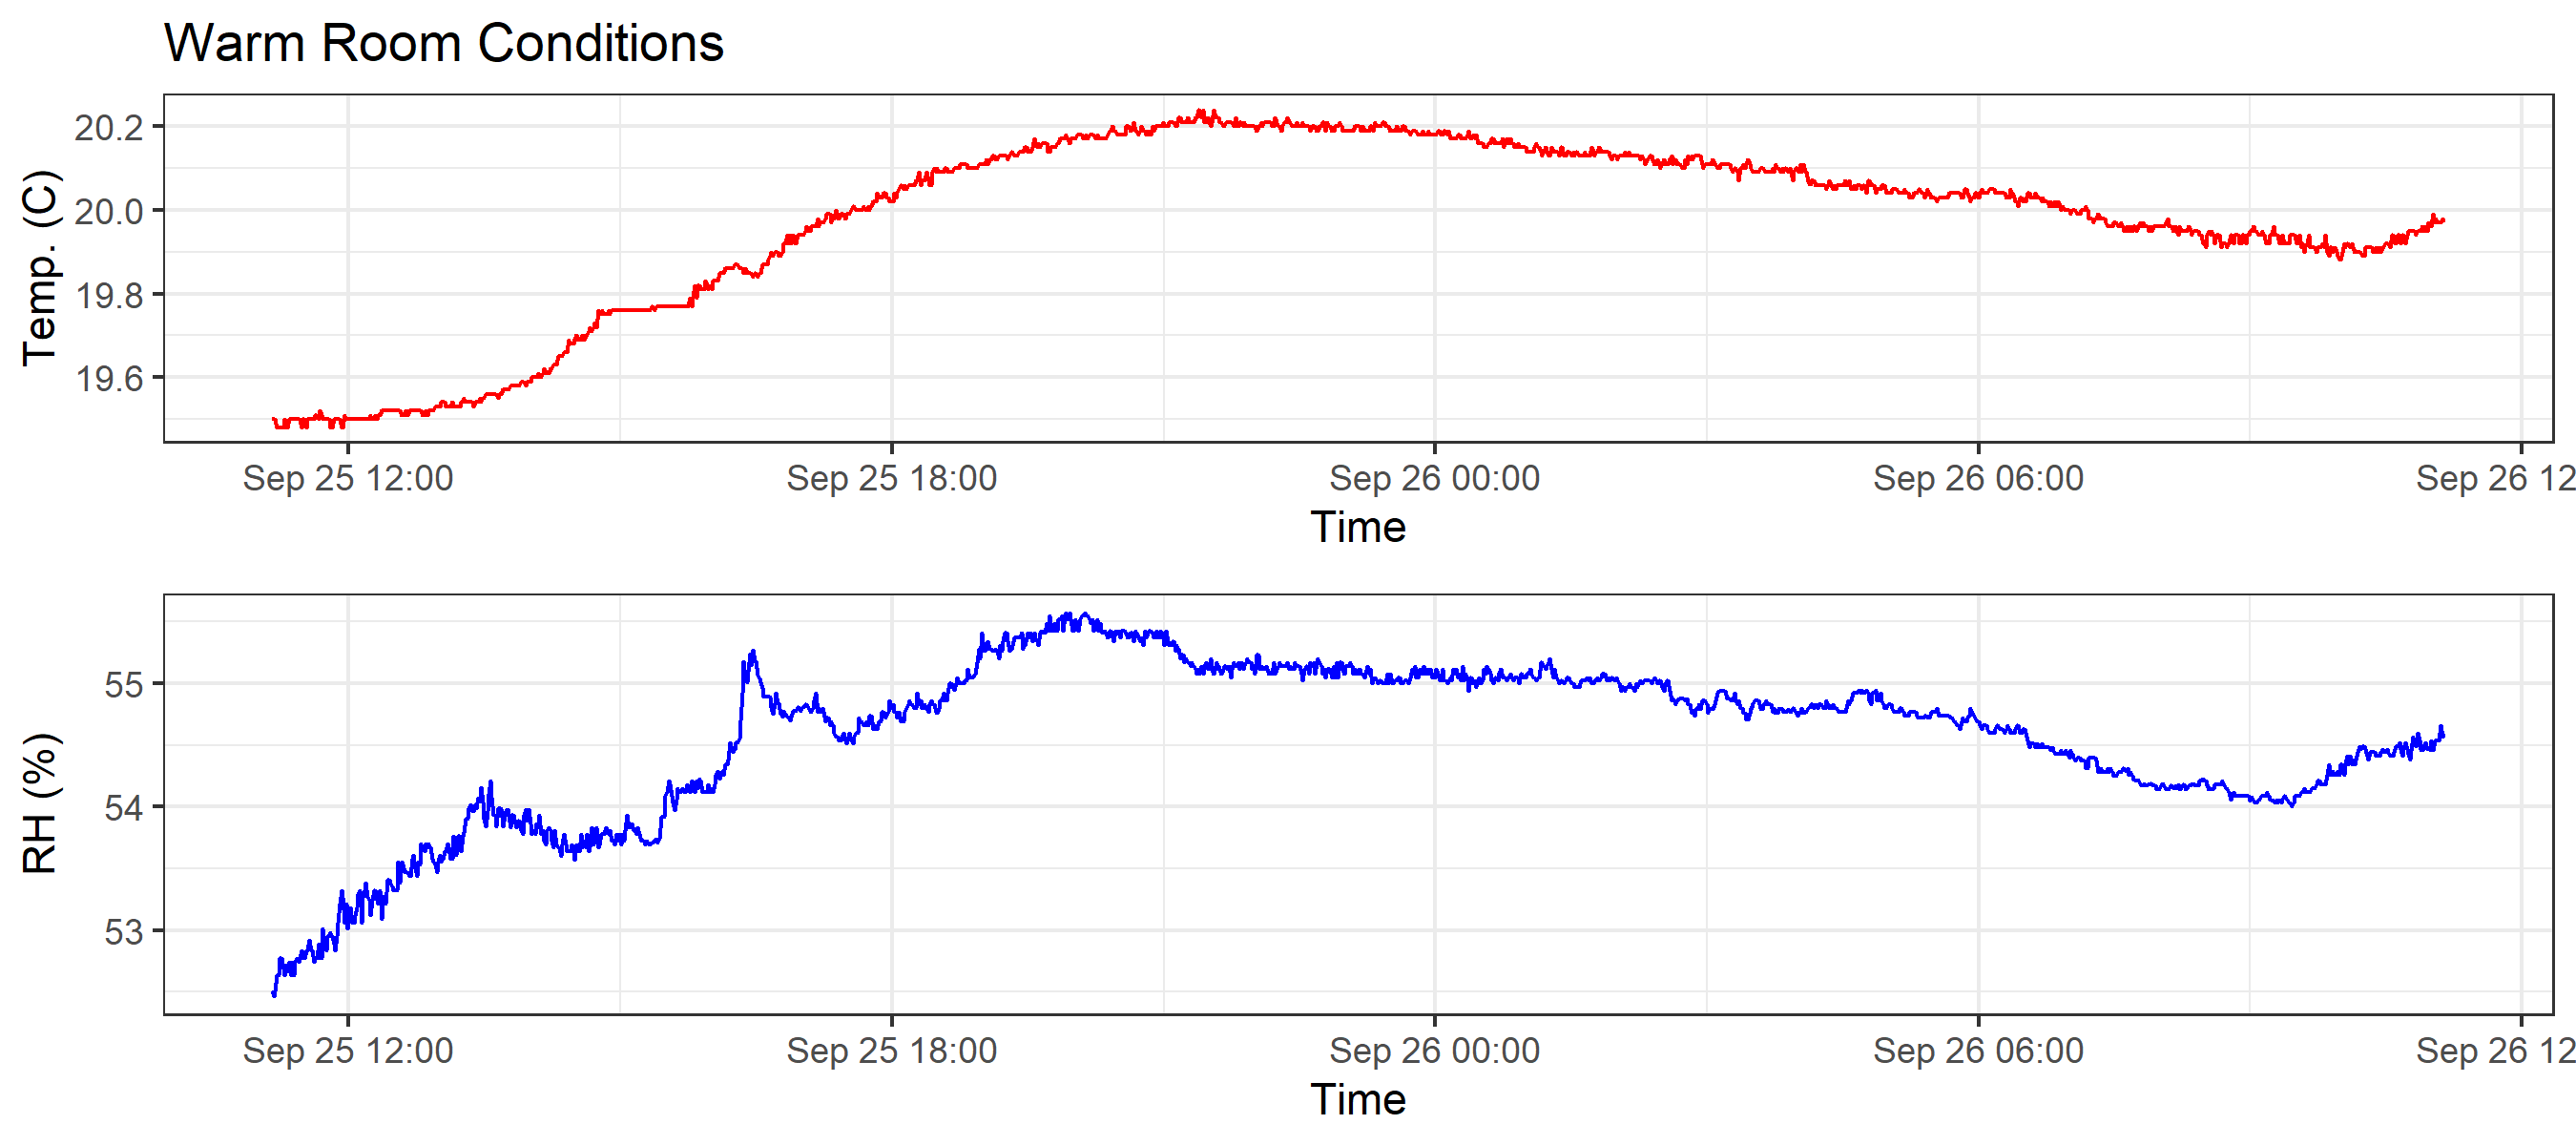 Warm Room Conditions
Temp. (C)
20.2
20.0
19.8
19.6
Sep 25 12:00 Sep 25 18:00 Sep 26 00:00 Sep 26 06:00 Sep 26 12
Time
RH (%)
55
54
53
Sep 25 12:00 Sep 25 18:00 Sep 26 00:00 Sep 26 06:00 Sep 26 12
Time